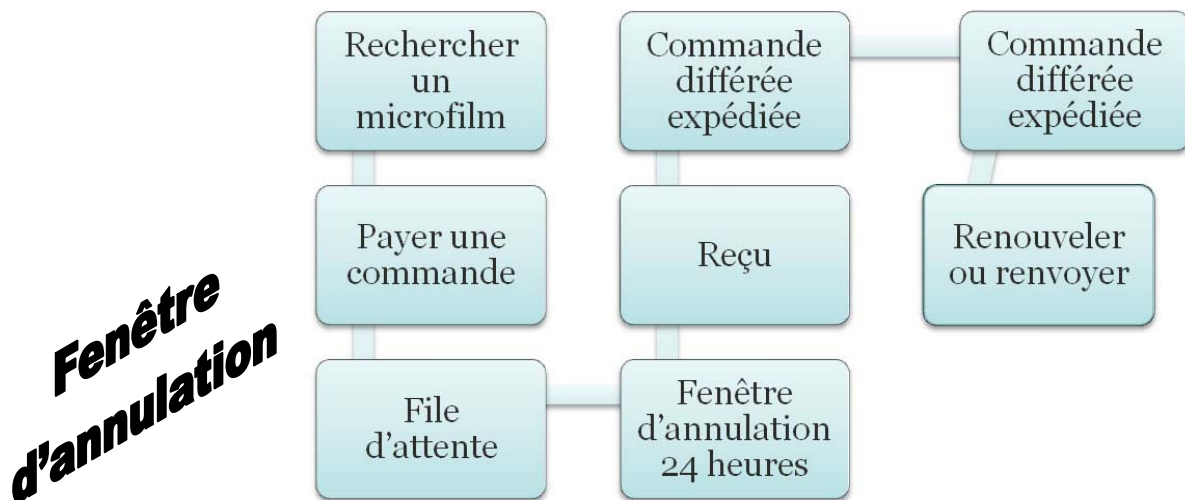 Rechercher
un
microfilm
Payer une
commande
File
d'attente
Fenêtre
d'annulation
24 heures
Reçu
Commande
différée
expédiée
Commande
différée
expédiée
Renouveler
ou renvoyer
Fenêtre
d'annulation